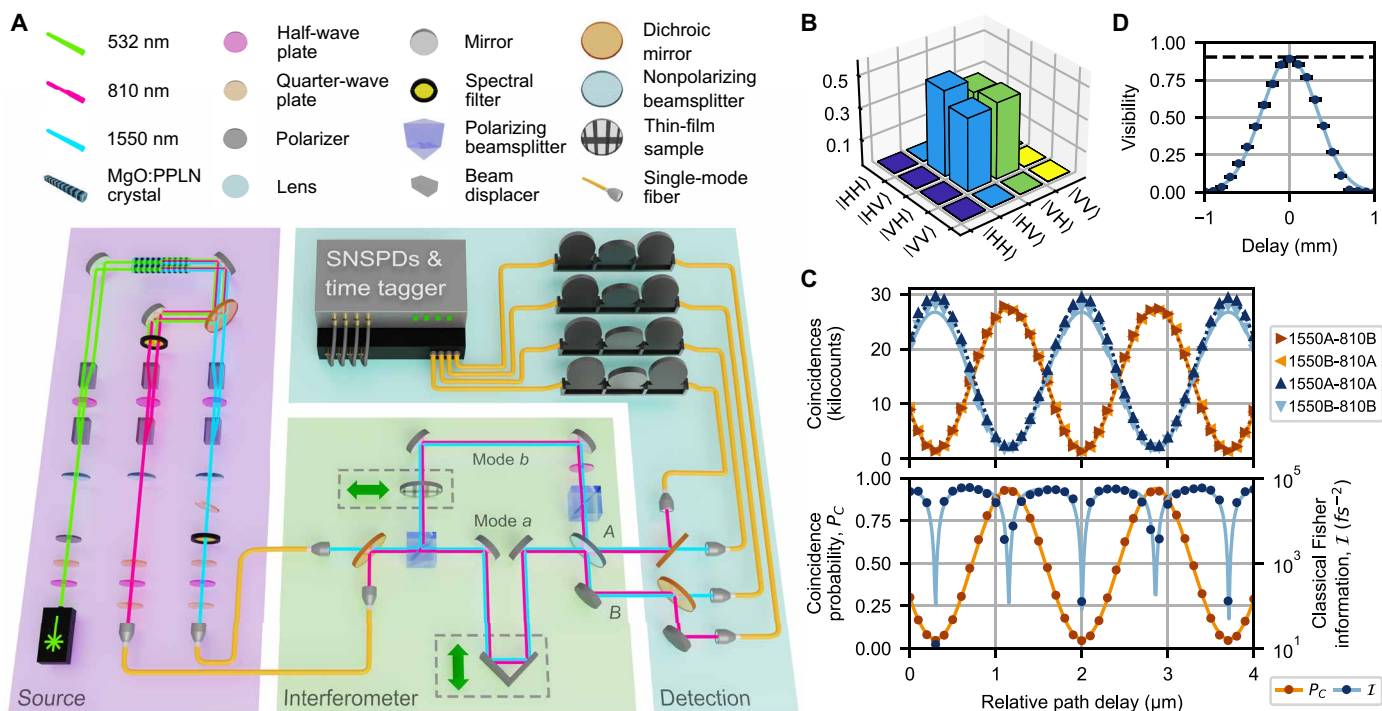 A
532 nm
810 nm
1550 nm
MgO:PPLN
crystal
Half-wave
plate
Quarter-wave
plate
Polarizer
Lens
Mirror
Spectral
filter
Polarizing
beamsplitter
Beam
displacer
Dichroic
mirror
Nonpolarizing
beamsplitter
Thin-film
sample
Single-mode
fiber
SNSPDs &
time tagger
Mode b
Mode a
A
B
Source
Interferometer
Detection
B
0.5
0.3
0.1
|HH⟩
|HV⟩
|VH⟩
|VV⟩
|HH⟩
|HV⟩
|VH⟩
|VV⟩
D
Visibility
1.00
0.75
0.50
0.25
0.00
−1
0
1
Delay (mm)
C
Coincidences
(kilocounts)
30
20
10
0
1550A-810B
1550B-810A
1550A-810A
1550B-810B
Coincidence
probability, P_C
1.00
0.75
0.50
0.25
0.00
10⁵
10³
10¹
Classical Fisher
information, ℐ (fs⁻²)
0
1
2
3
4
Relative path delay (μm)
P_C
ℐ